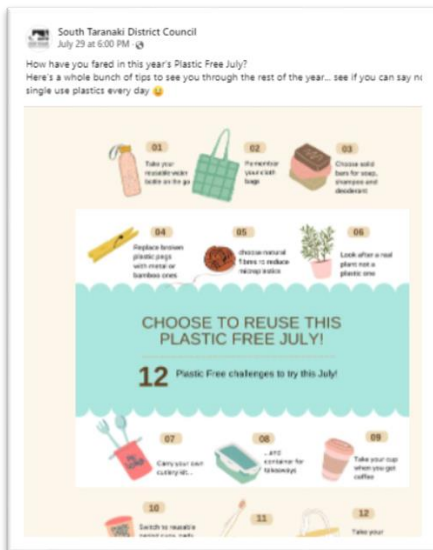 South Taranaki District Council
July 29 at 6:00 PM ·
How have you fared in this year's Plastic Free July?
Here's a whole bunch of tips to see you through the rest of the year... see if you can say
single use plastics every day
01
Take your
reusable water
bottle on the go
02
Remember
your cloth
bags
03
Choose solid
bars for soap,
shampoo and
deodorant
04
Replace broken
plastic pegs
with metal or
bamboo ones
05
choose natural
fibres to reduce
microplastics
06
Look after a real
plant not a
plastic one
CHOOSE TO REUSE THIS
PLASTIC FREE JULY!
12 Plastic Free challenges to try this July!
07
Carry your own
cutlery kit...
08
...and
container for
takeaways
09
Take your cup
when you get
coffee
10
Switch to reusable
period cups, pads
11
12
Take your